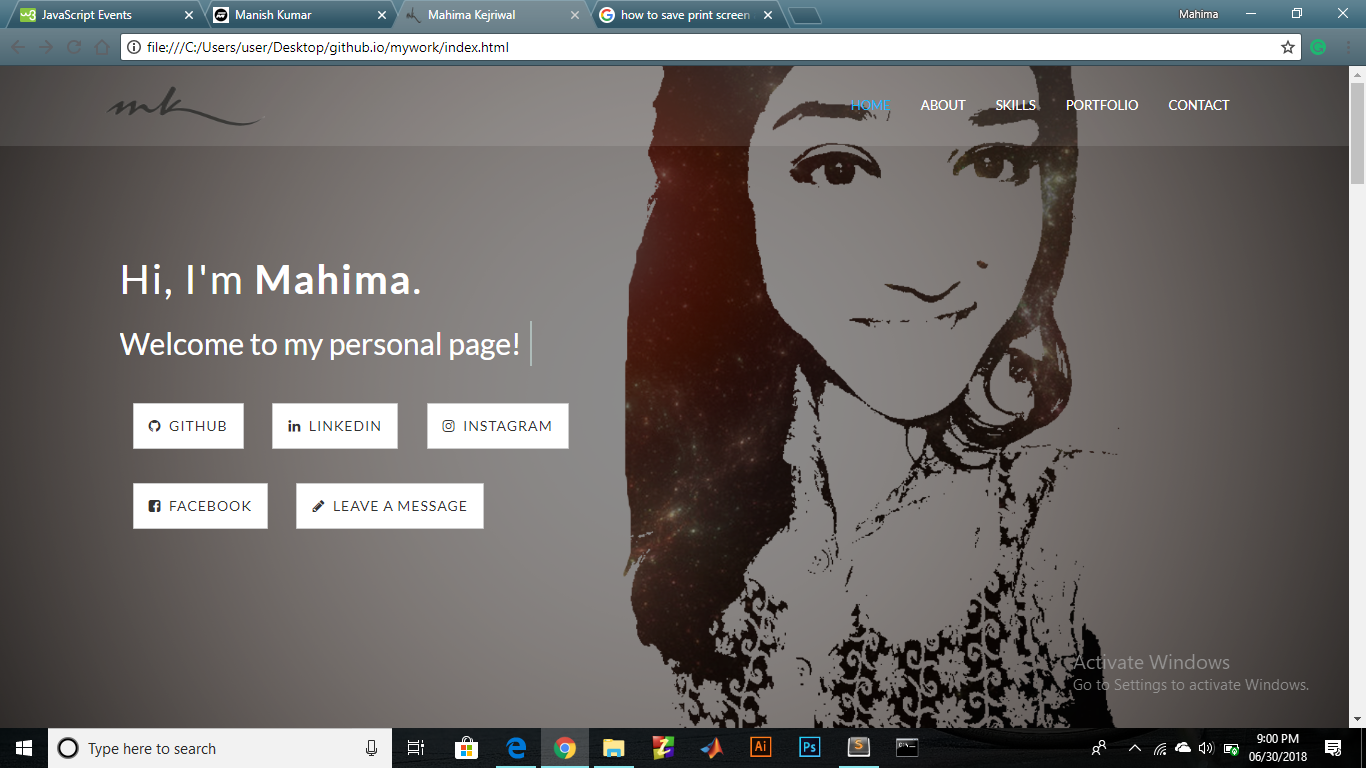 JavaScript Events
Manish Kumar
Mahima Kejriwal
how to save print screen
Mahima
file:///C:/Users/user/Desktop/github.io/mywork/index.html
mk
HOME ABOUT SKILLS PORTFOLIO CONTACT
Hi, I'm Mahima.
Welcome to my personal page!
GITHUB LINKEDIN INSTAGRAM
FACEBOOK LEAVE A MESSAGE
Activate Windows
Go to Settings to activate Windows.
Type here to search
Ai
Ps
9:00 PM
06/30/2018